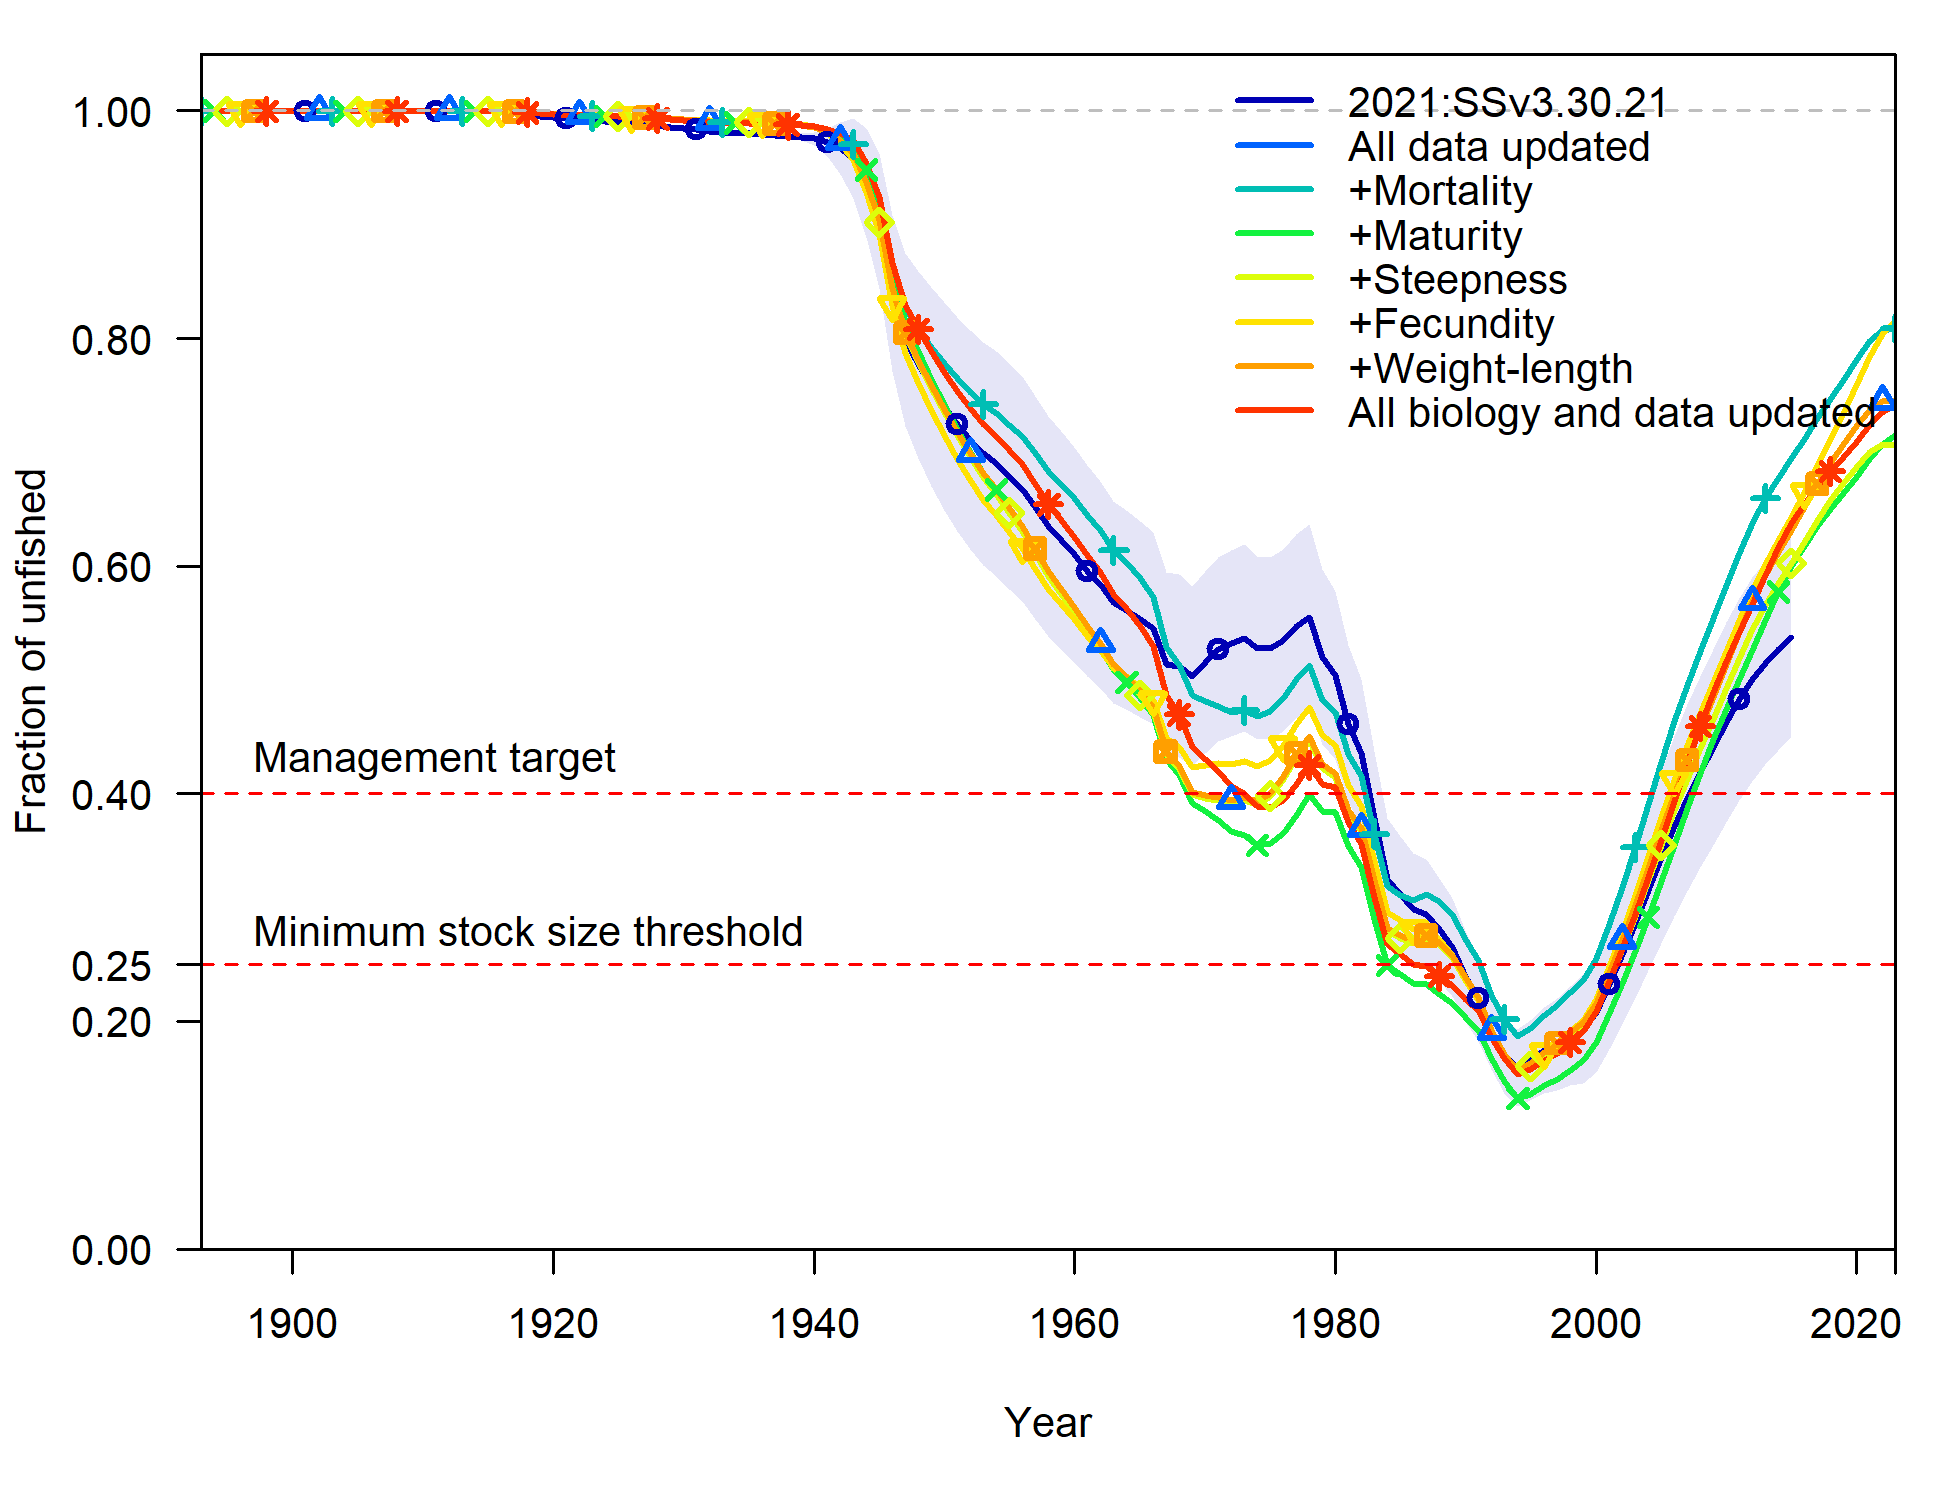 2021:SSv3.30.21
All data updated
+Mortality
+Maturity
+Steepness
+Fecundity
+Weight-length
All biology and data updated
Management target
Minimum stock size threshold
Fraction of unfished
1.00
0.80
0.60
0.40
0.25
0.20
0.00
1900 1920 1940 1960 1980 2000 2020
Year